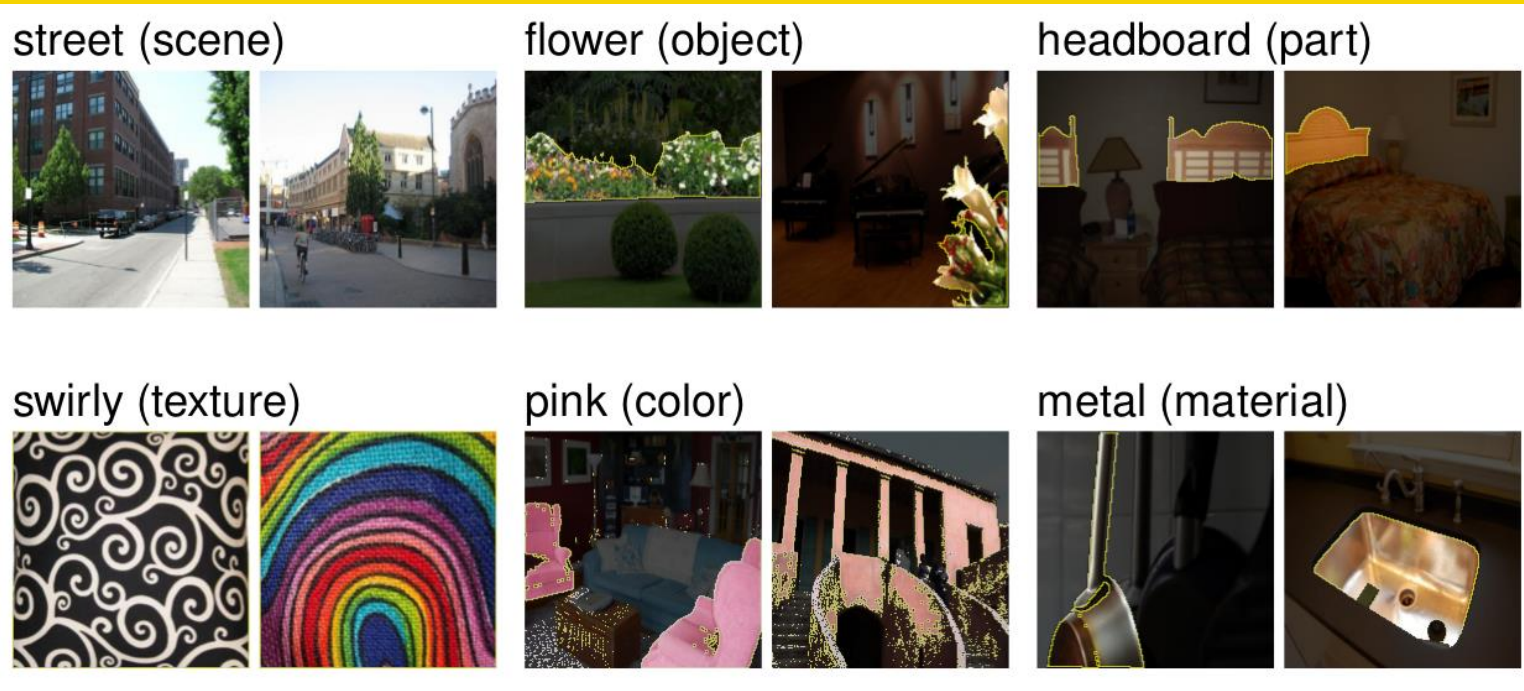 street (scene)
flower (object)
headboard (part)
swirly (texture)
pink (color)
metal (material)